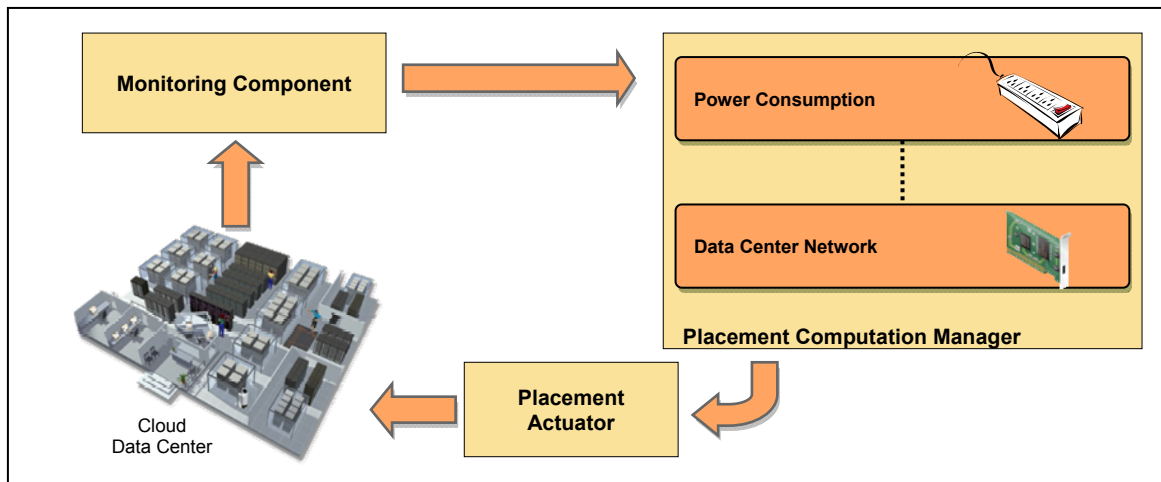 Monitoring Component
Power Consumption
Data Center Network
Placement Computation Manager
Placement
Actuator
Cloud
Data Center